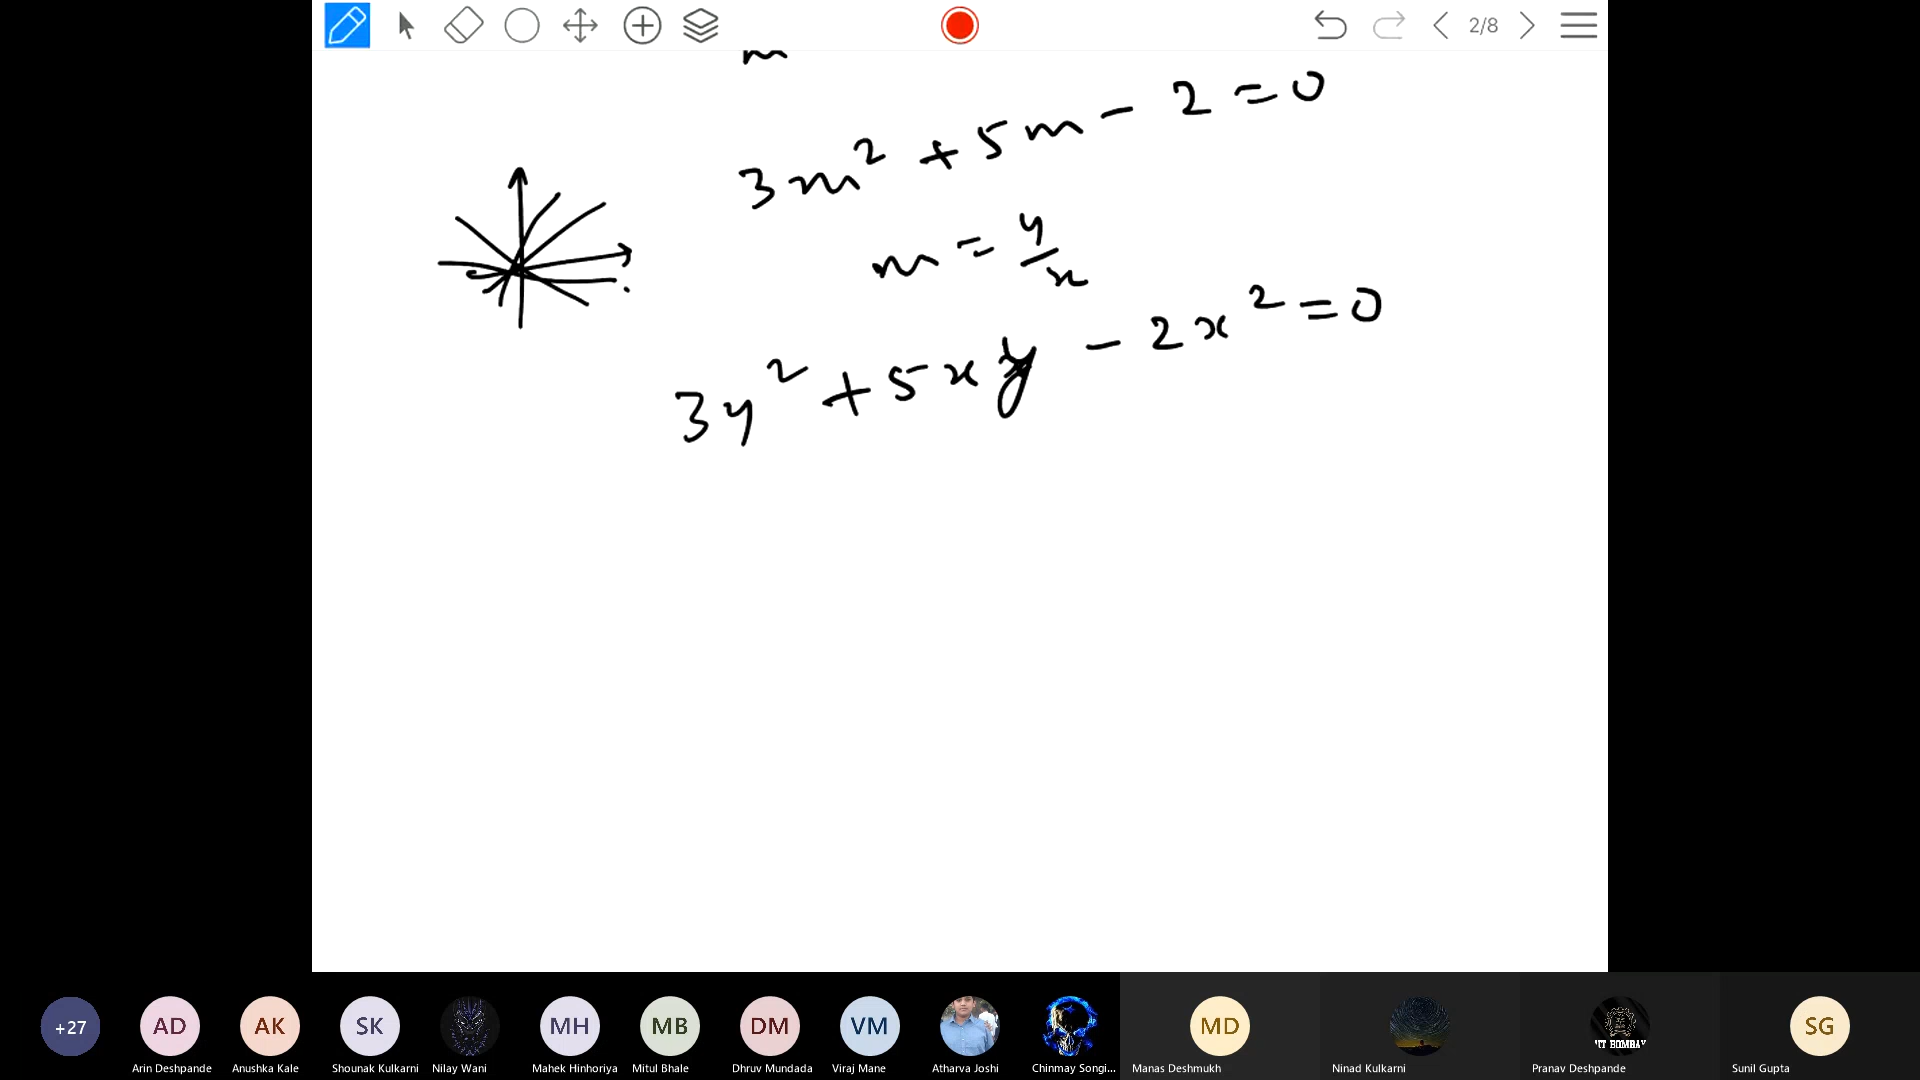 2/8
m
3m² + 5m - 2 = 0
m = y/x
3y² + 5xy - 2x² = 0
+27
AD
AK
SK
MH
MB
DM
VM
MD
SG
Arin Deshpande
Anushka Kale
Shounak Kulkarni
Nilay Wani
Mahek Hinhoriya
Mitul Bhale
Dhruv Mundada
Viraj Mane
Atharva Joshi
Chinmay Songi...
Manas Deshmukh
Ninad Kulkarni
Pranav Deshpande
Sunil Gupta